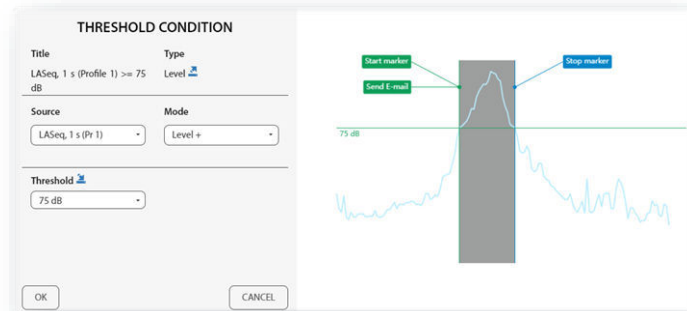 THRESHOLD CONDITION
Title
Type
LASeq, 1 s (Profile 1) >= 75
dB
Level
Source
Mode
LASeq, 1 s (Pr 1)
Level +
Threshold
75 dB
OK
CANCEL
Start marker
Send E-mail
Stop marker
75 dB